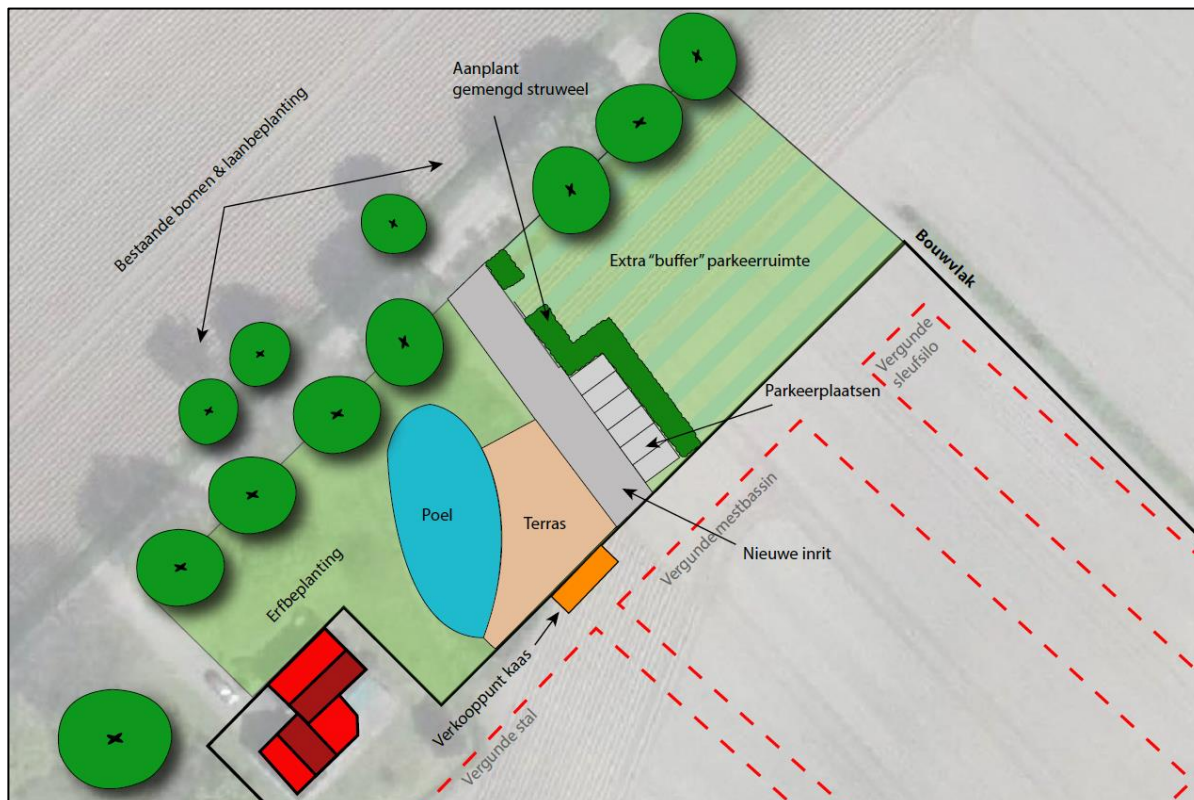 Aanplant
gemengd struweel
Bestaande bomen & laanbeplanting
Extra “buffer” parkeerruimte
Bouwvlak
Vergunde
sleufsilo
Parkeerplaatsen
Poel
Terras
Vergunde mestbassin
Nieuwe inrit
Erfbeplanting
Verkooppunt kaas
Vergunde stal